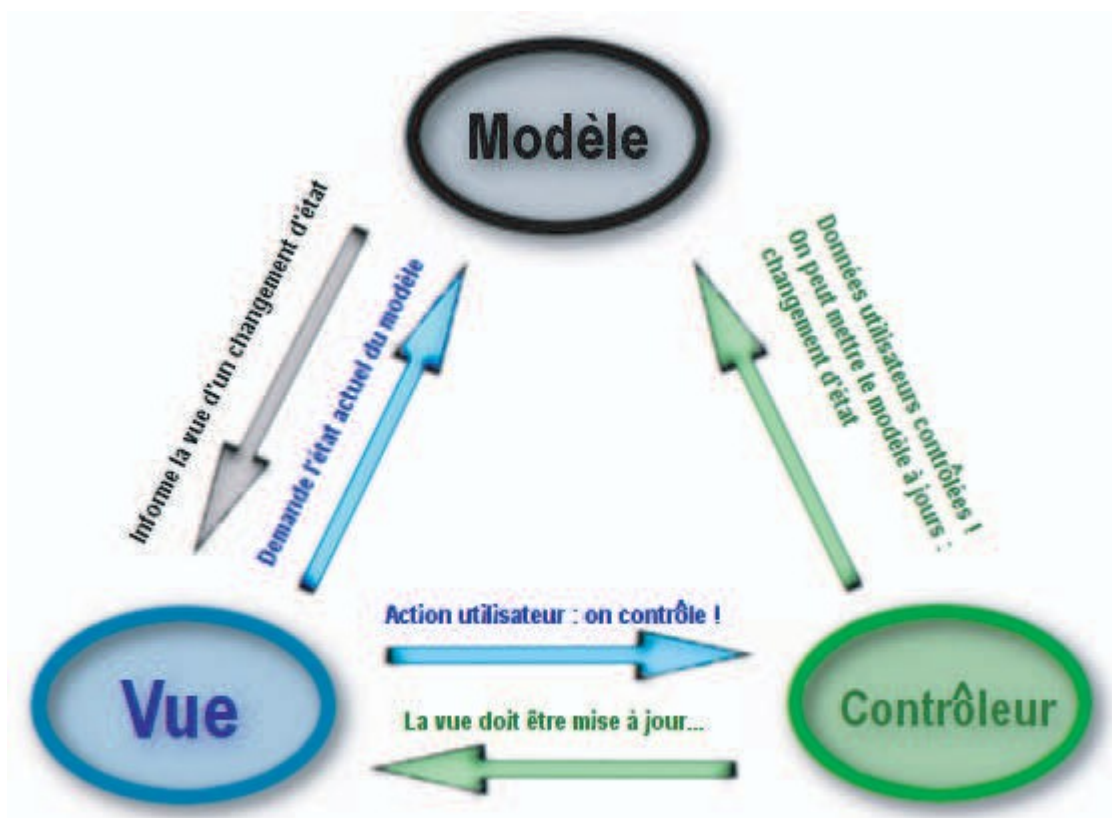 Modèle
Informe la vue d'un changement d'état
Demande l'état actuel du modèle
Données utilisateurs contrôlées !
On peut mettre le modèle à jours :
changement d'état
Action utilisateur : on contrôle !
Vue
La vue doit être mise à jour...
Contrôleur